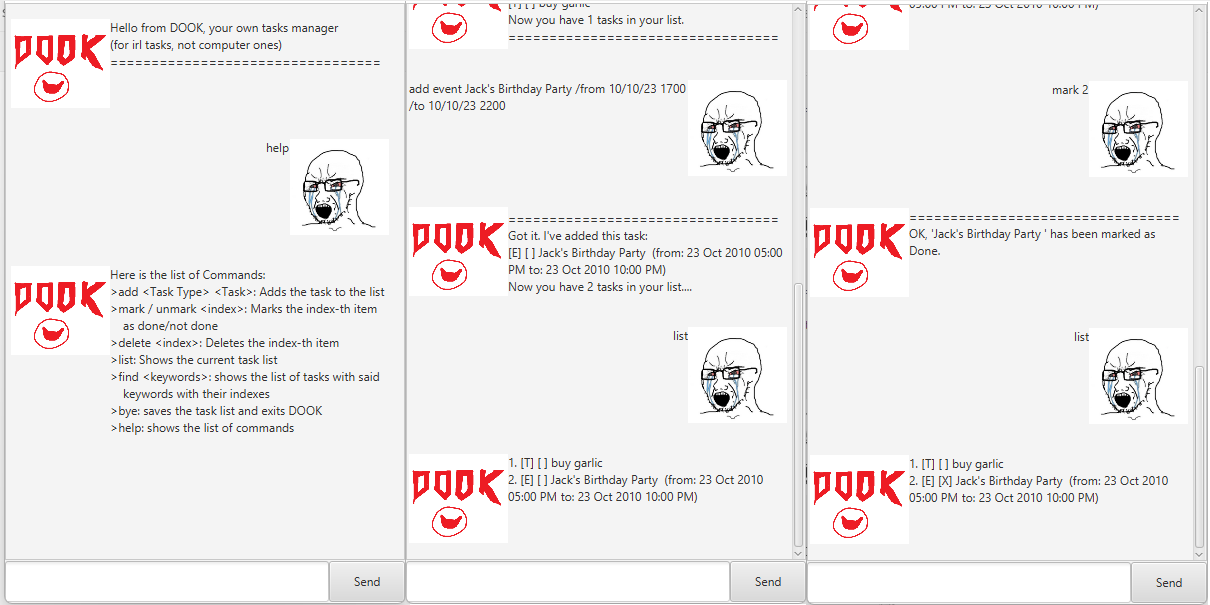 DOOK
Hello from DOOK, your own tasks manager
(for irl tasks, not computer ones)
==================================
help
DOOK
Here is the list of Commands:
>add <Task Type> <Task>: Adds the task to the list
>mark / unmark <index>: Marks the index-th item
as done/not done
>delete <index>: Deletes the index-th item
>list: Shows the current task list
>find <keywords>: shows the list of tasks with said
keywords with their indexes
>bye: saves the task list and exits DOOK
>help: shows the list of commands
Send
[T] [ ] buy garlic
Now you have 1 tasks in your list.
==================================
add event Jack's Birthday Party /from 10/10/23 1700
/to 10/10/23 2200
DOOK
==================================
Got it. I've added this task:
[E] [ ] Jack's Birthday Party  (from: 23 Oct 2010 05:00
PM to: 23 Oct 2010 10:00 PM)
Now you have 2 tasks in your list....
list
DOOK
1. [T] [ ] buy garlic
2. [E] [ ] Jack's Birthday Party  (from: 23 Oct 2010
05:00 PM to: 23 Oct 2010 10:00 PM)
Send
05:00 PM to: 23 Oct 2010 10:00 PM)
mark 2
DOOK
==================================
OK, 'Jack's Birthday Party ' has been marked as
Done.
list
DOOK
1. [T] [ ] buy garlic
2. [E] [X] Jack's Birthday Party  (from: 23 Oct 2010
05:00 PM to: 23 Oct 2010 10:00 PM)
Send